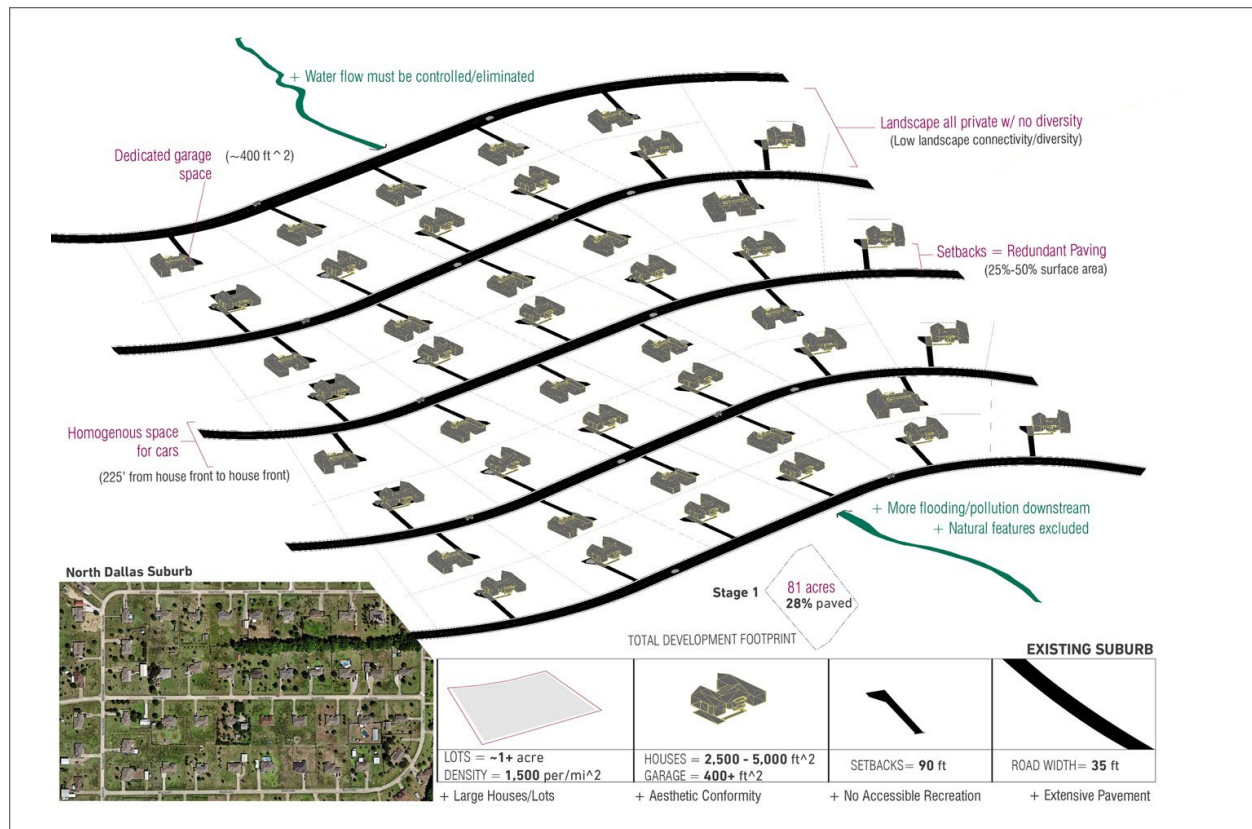 + Water flow must be controlled/eliminated
Landscape all private w/ no diversity
(Low landscape connectivity/diversity)
Dedicated garage
space
(~400 ft^2)
Setbacks = Redundant Paving
(25%-50% surface area)
Homogenous space
for cars
(225' from house front to house front)
+ More flooding/pollution downstream
+ Natural features excluded
North Dallas Suburb
Stage 1
81 acres
28% paved
TOTAL DEVELOPMENT FOOTPRINT
EXISTING SUBURB
LOTS = ~1+ acre
DENSITY = 1,500 per/mi^2
+ Large Houses/Lots
HOUSES = 2,500 - 5,000 ft^2
GARAGE = 400+ ft^2
+ Aesthetic Conformity
SETBACKS= 90 ft
+ No Accessible Recreation
ROAD WIDTH= 35 ft
+ Extensive Pavement